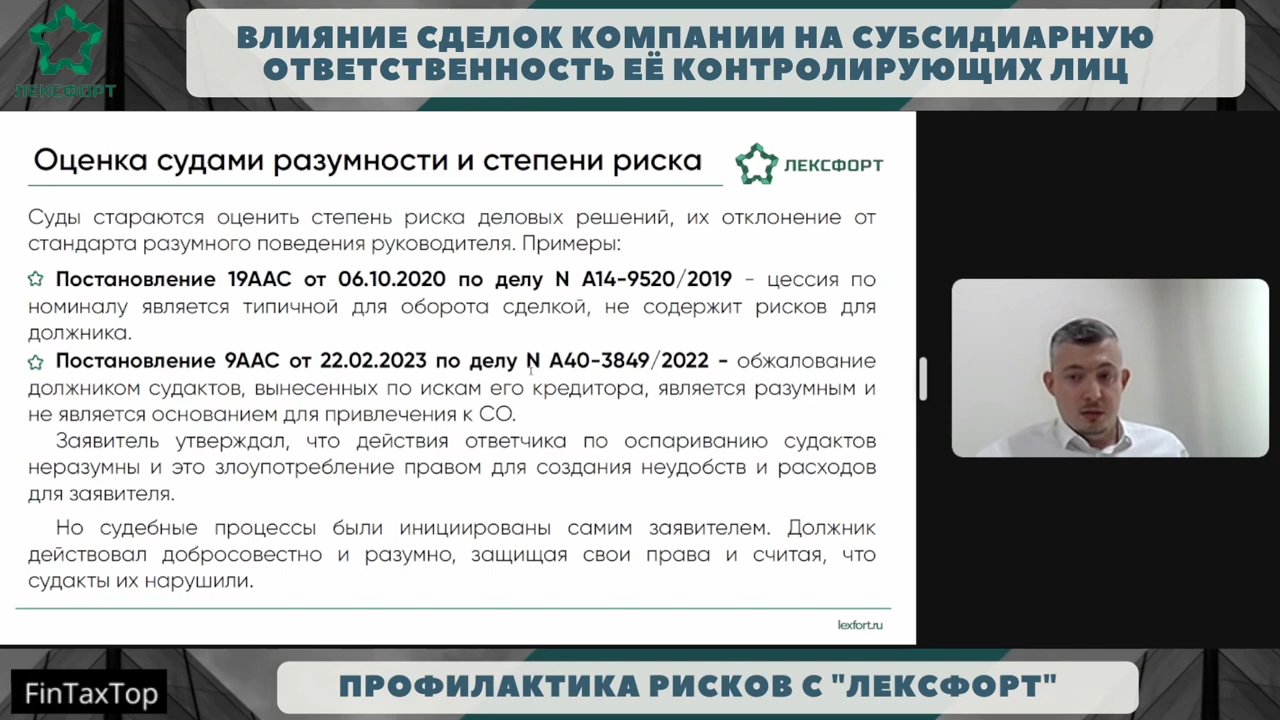 ВЛИЯНИЕ СДЕЛОК КОМПАНИИ НА СУБСИДИАРНУЮ
ОТВЕТСТВЕННОСТЬ ЕЁ КОНТРОЛИРУЮЩИХ ЛИЦ
ЛЕКСФОРТ
Оценка судами разумности и степени риска
ЛЕКСФОРТ
Суды стараются оценить степень риска деловых решений, их отклонение от
стандарта разумного поведения руководителя. Примеры:
Постановление 19ААС от 06.10.2020 по делу N А14-9520/2019 - цессия по
номиналу является типичной для оборота сделкой, не содержит рисков для
должника.
Постановление 9ААС от 22.02.2023 по делу N А40-3849/2022 - обжалование
должником судактов, вынесенных по искам его кредитора, является разумным и
не является основанием для привлечения к СО.
Заявитель утверждал, что действия ответчика по оспариванию судактов
неразумны и это злоупотребление правом для создания неудобств и расходов
для заявителя.
Но судебные процессы были инициированы самим заявителем. Должник
действовал добросовестно и разумно, защищая свои права и считая, что
судакты их нарушили.
lexfort.ru
FinTaxTop
ПРОФИЛАКТИКА РИСКОВ С "ЛЕКСФОРТ"